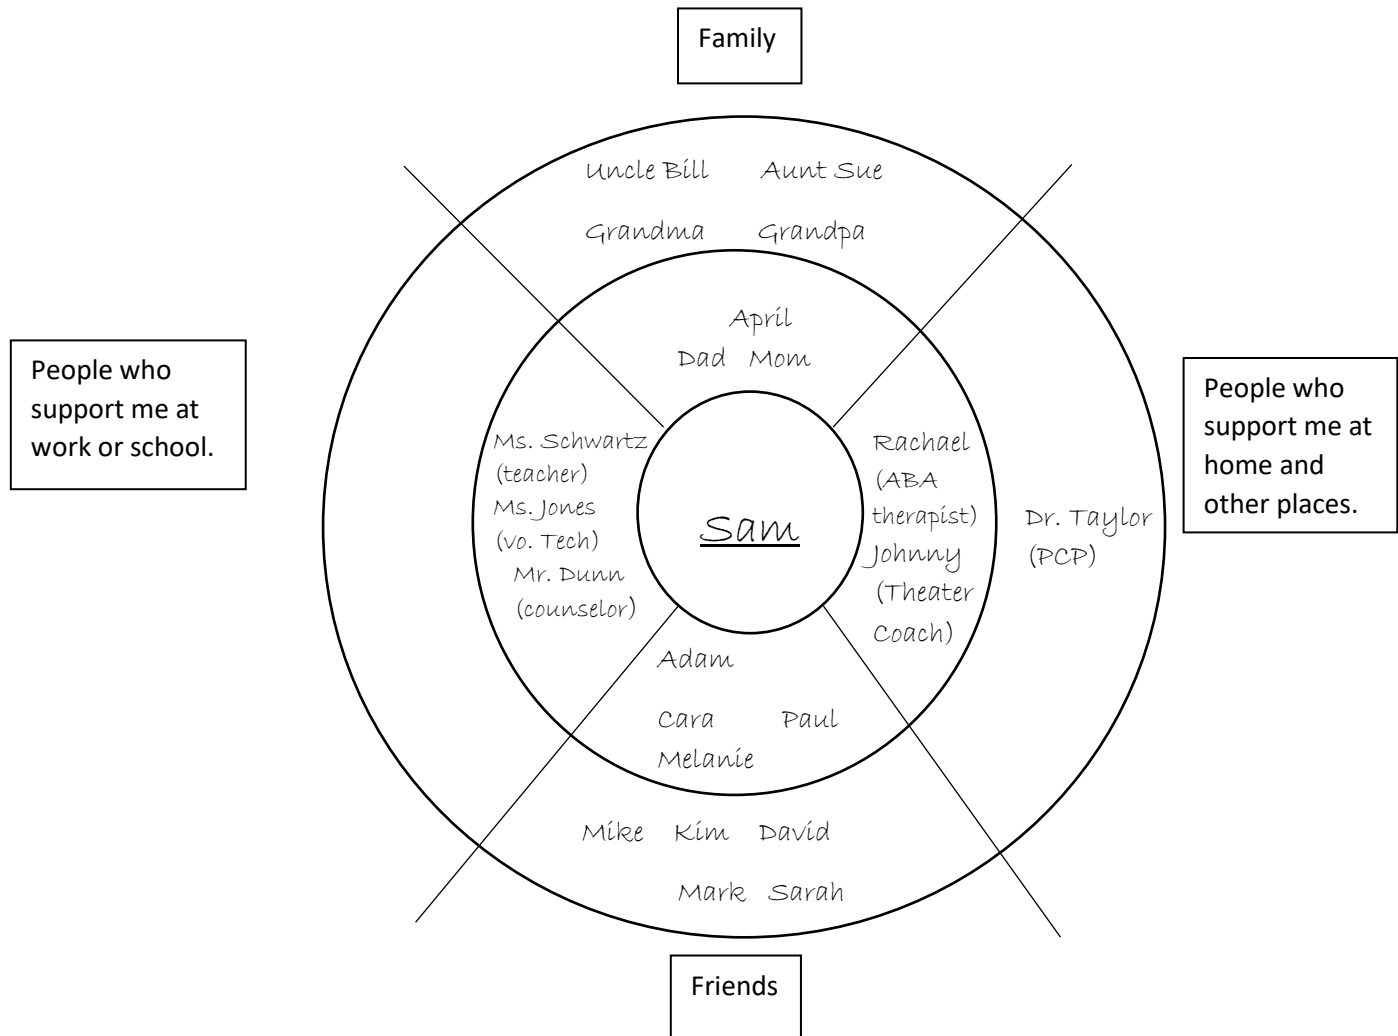 Family
Uncle Bill Aunt Sue
Grandma Grandpa
April
Dad Mom
People who
support me at
work or school.
People who
support me at
home and
other places.
Ms. Schwartz
(teacher)
Ms. Jones
(vo. Tech)
Mr. Dunn
(counselor)
Sam
Rachael
(ABA
therapist)
Johnny
(Theater
Coach)
Dr. Taylor
(PCP)
Adam
Cara Paul
Melanie
Mike Kim David
Mark Sarah
Friends